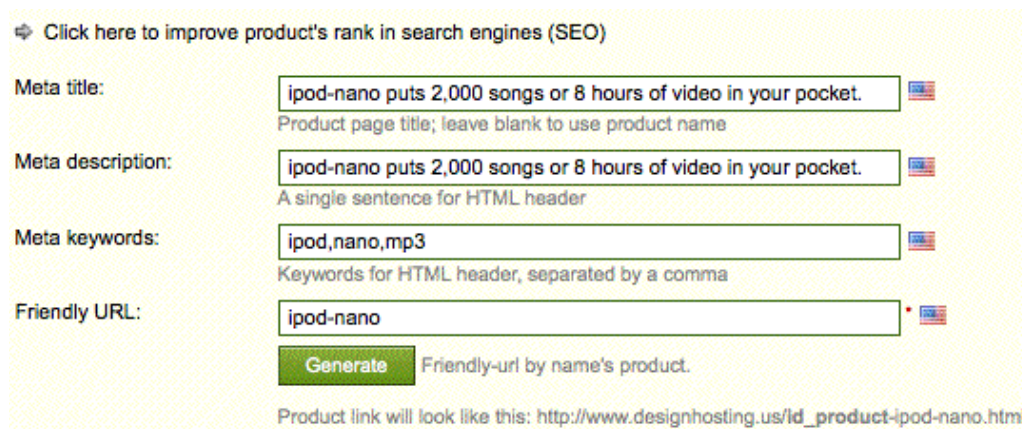 Click here to improve product's rank in search engines (SEO)
Meta title:
ipod-nano puts 2,000 songs or 8 hours of video in your pocket.
Product page title; leave blank to use product name
Meta description:
ipod-nano puts 2,000 songs or 8 hours of video in your pocket.
A single sentence for HTML header
Meta keywords:
ipod,nano,mp3
Keywords for HTML header, separated by a comma
Friendly URL:
ipod-nano
*
Generate Friendly-url by name's product.
Product link will look like this: http://www.designhosting.us/id_product-ipod-nano.htm